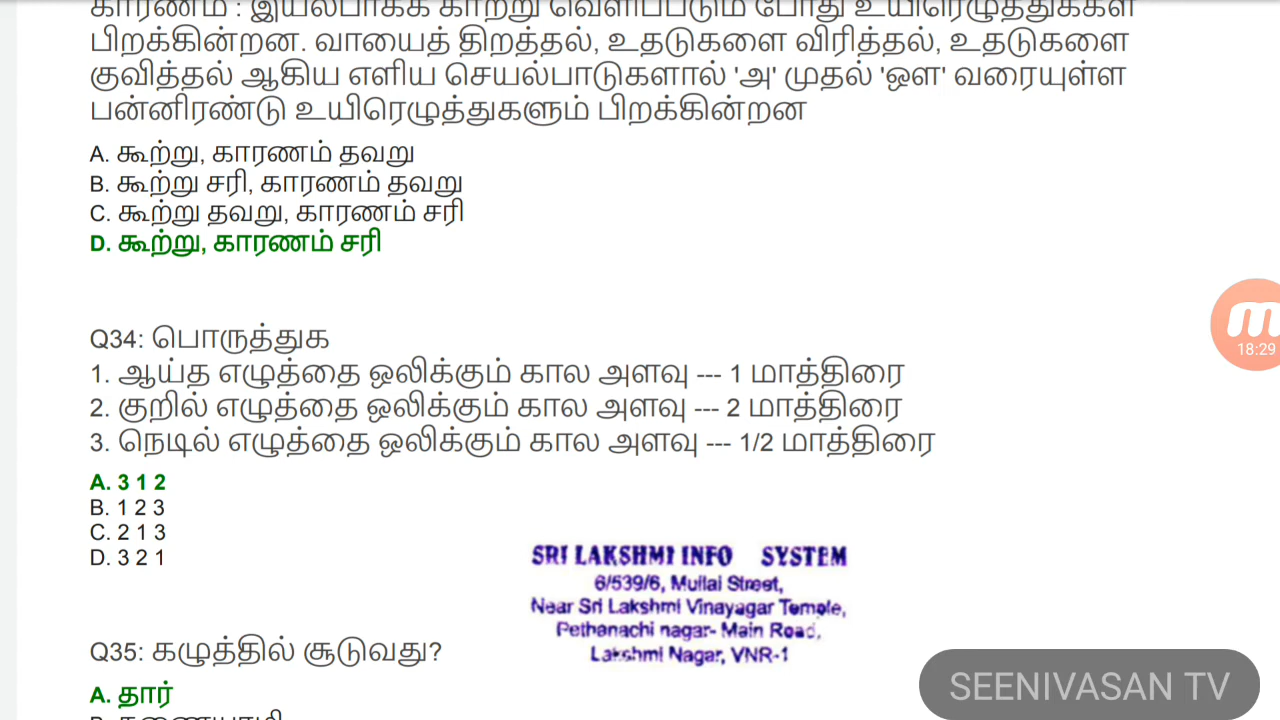 காரணம் : இயல்பாகக் காற்று வெளிப்படும் போது உயிரெழுத்துக்கள்
பிறக்கின்றன. வாயைத் திறத்தல், உதடுகளை விரித்தல், உதடுகளை
குவித்தல் ஆகிய எளிய செயல்பாடுகளால் 'அ' முதல் 'ஔ' வரையுள்ள
பன்னிரண்டு உயிரெழுத்துகளும் பிறக்கின்றன
A. கூற்று, காரணம் தவறு
B. கூற்று சரி, காரணம் தவறு
C. கூற்று தவறு, காரணம் சரி
D. கூற்று, காரணம் சரி
Q34: பொருத்துக
1. ஆய்த எழுத்தை ஒலிக்கும் கால அளவு --- 1 மாத்திரை
2. குறில் எழுத்தை ஒலிக்கும் கால அளவு --- 2 மாத்திரை
3. நெடில் எழுத்தை ஒலிக்கும் கால அளவு --- 1/2 மாத்திரை
A. 3 1 2
B. 1 2 3
C. 2 1 3
D. 3 2 1
SRI LAKSHMI INFO SYSTEM
6/539/6, Mullai Street,
Near Sri Lakshmi Vinayagar Temple,
Pethanachi nagar- Main Road,
Lakshmi Nagar, VNR-1
Q35: கழுத்தில் சூடுவது?
A. தார்
18:29
SEENIVASAN TV